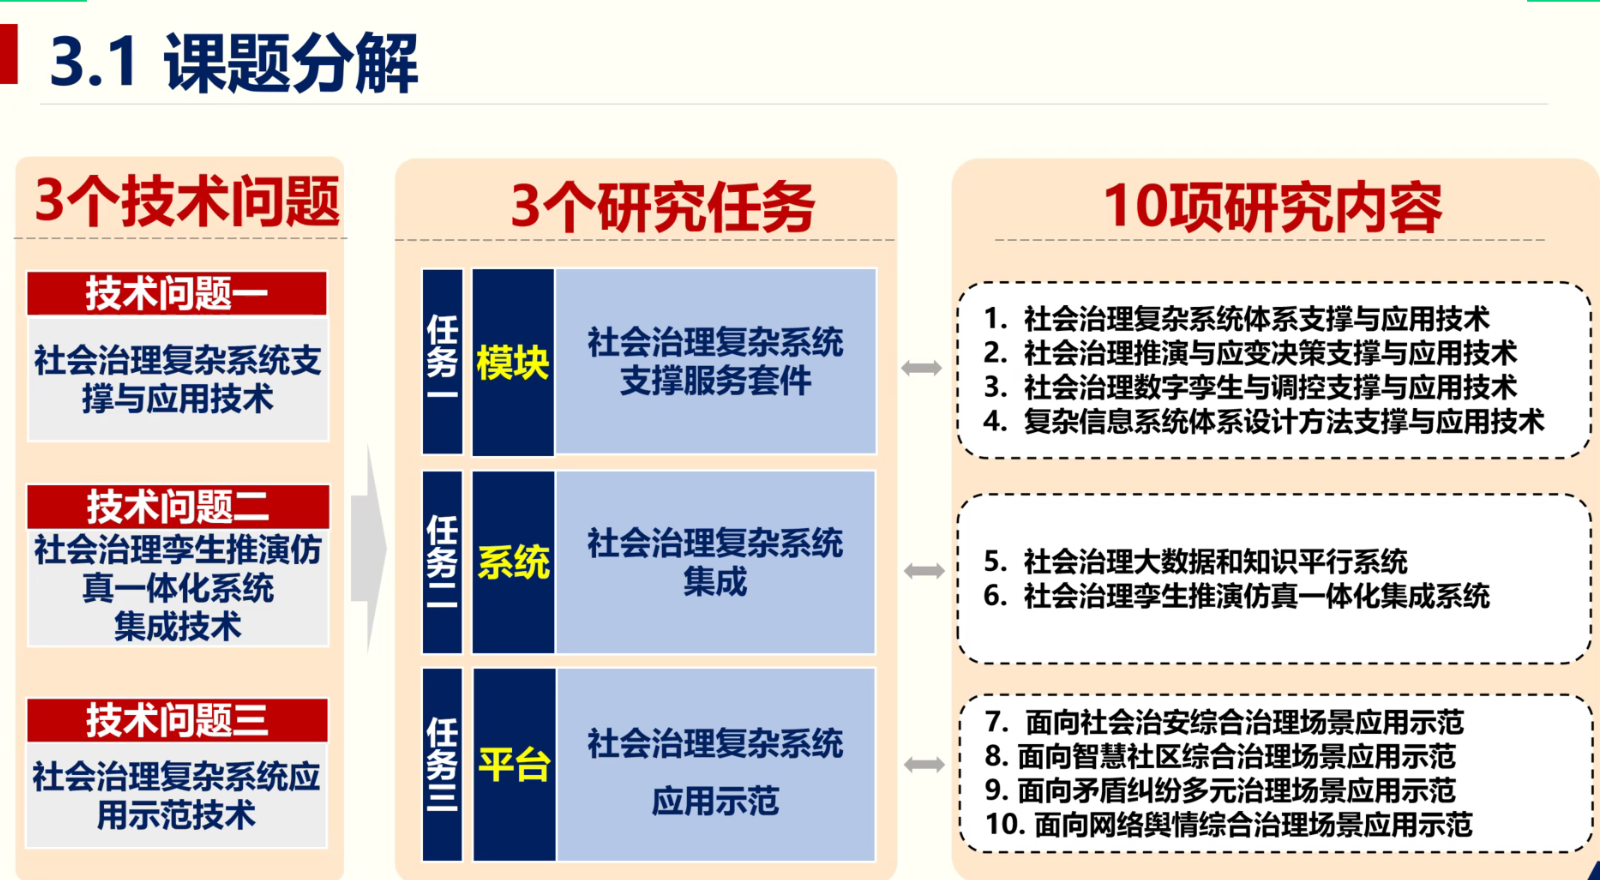 3.1 课题分解
3个技术问题
技术问题一
社会治理复杂系统支
撑与应用技术
技术问题二
社会治理孪生推演仿
真一体化系统
集成技术
技术问题三
社会治理复杂系统应
用示范技术
3个研究任务
任务一
模块
社会治理复杂系统
支撑服务套件
任务二
系统
社会治理复杂系统
集成
任务三
平台
社会治理复杂系统
应用示范
10项研究内容
1. 社会治理复杂系统体系支撑与应用技术
2. 社会治理推演与应变决策支撑与应用技术
3. 社会治理数字孪生与调控支撑与应用技术
4. 复杂信息系统体系设计方法支撑与应用技术
5. 社会治理大数据和知识平行系统
6. 社会治理孪生推演仿真一体化集成系统
7. 面向社会治安综合治理场景应用示范
8. 面向智慧社区综合治理场景应用示范
9. 面向矛盾纠纷多元治理场景应用示范
10. 面向网络舆情综合治理场景应用示范